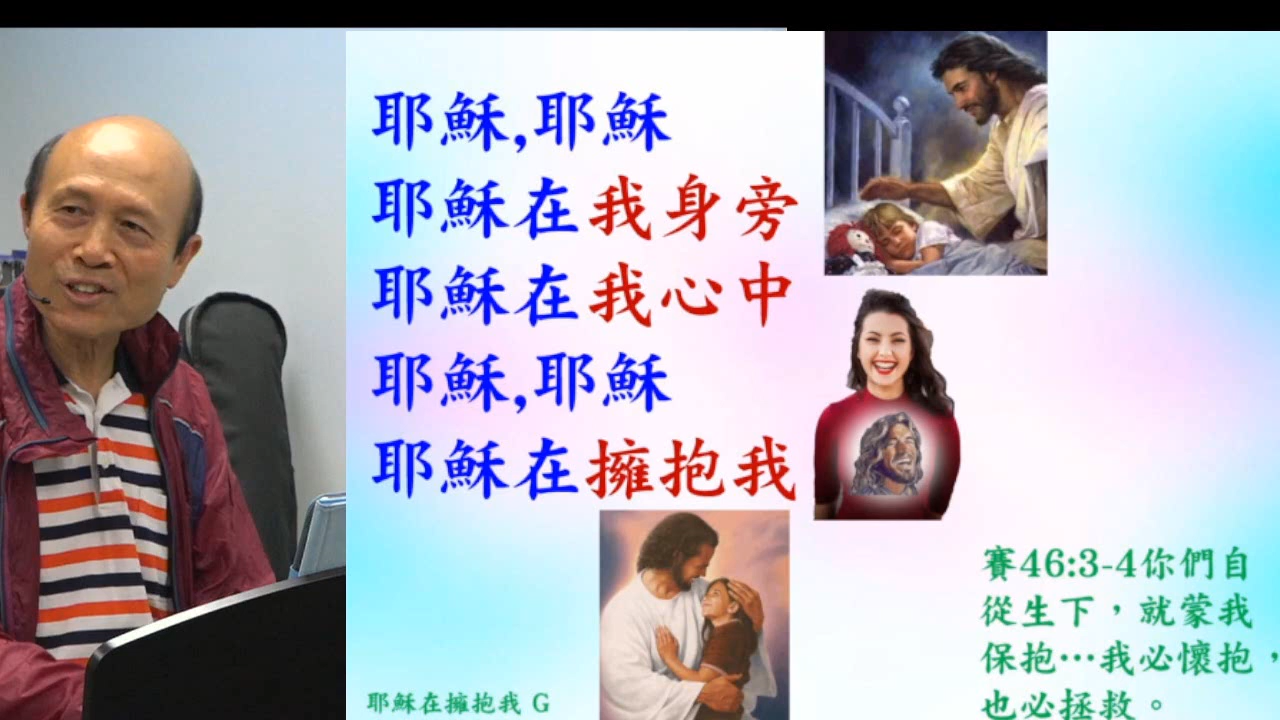 耶穌,耶穌
耶穌在我身旁
耶穌在我心中
耶穌,耶穌
耶穌在擁抱我
賽46:3-4你們自
從生下，就蒙我
保抱…我必懷抱，
也必拯救。
耶穌在擁抱我 G